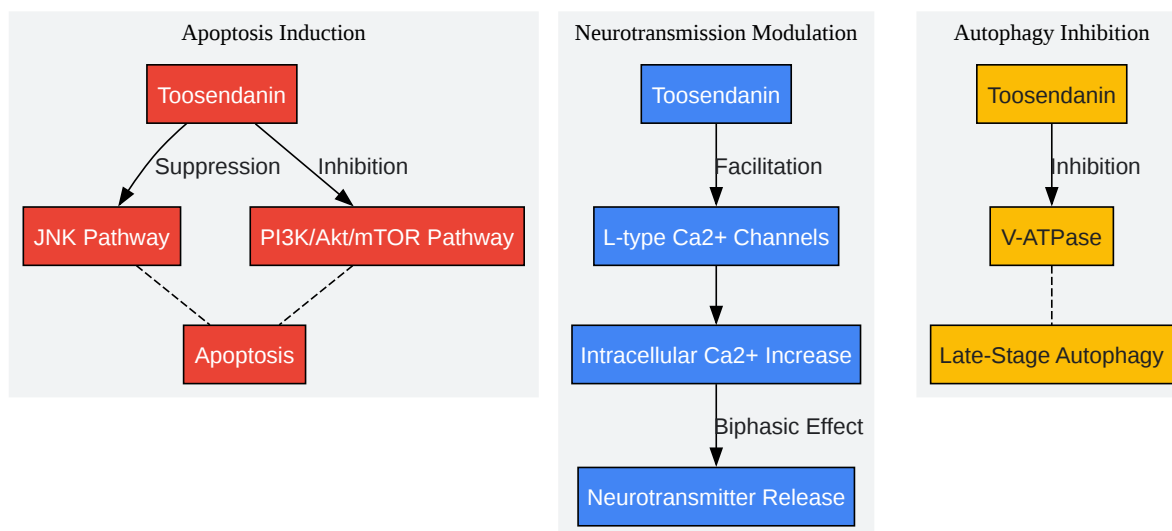 Apoptosis Induction
Toosendanin
Suppression
Inhibition
JNK Pathway
PI3K/Akt/mTOR Pathway
Apoptosis
Neurotransmission Modulation
Toosendanin
Facilitation
L-type Ca2+ Channels
Intracellular Ca2+ Increase
Biphasic Effect
Neurotransmitter Release
Autophagy Inhibition
Toosendanin
Inhibition
V-ATPase
Late-Stage Autophagy